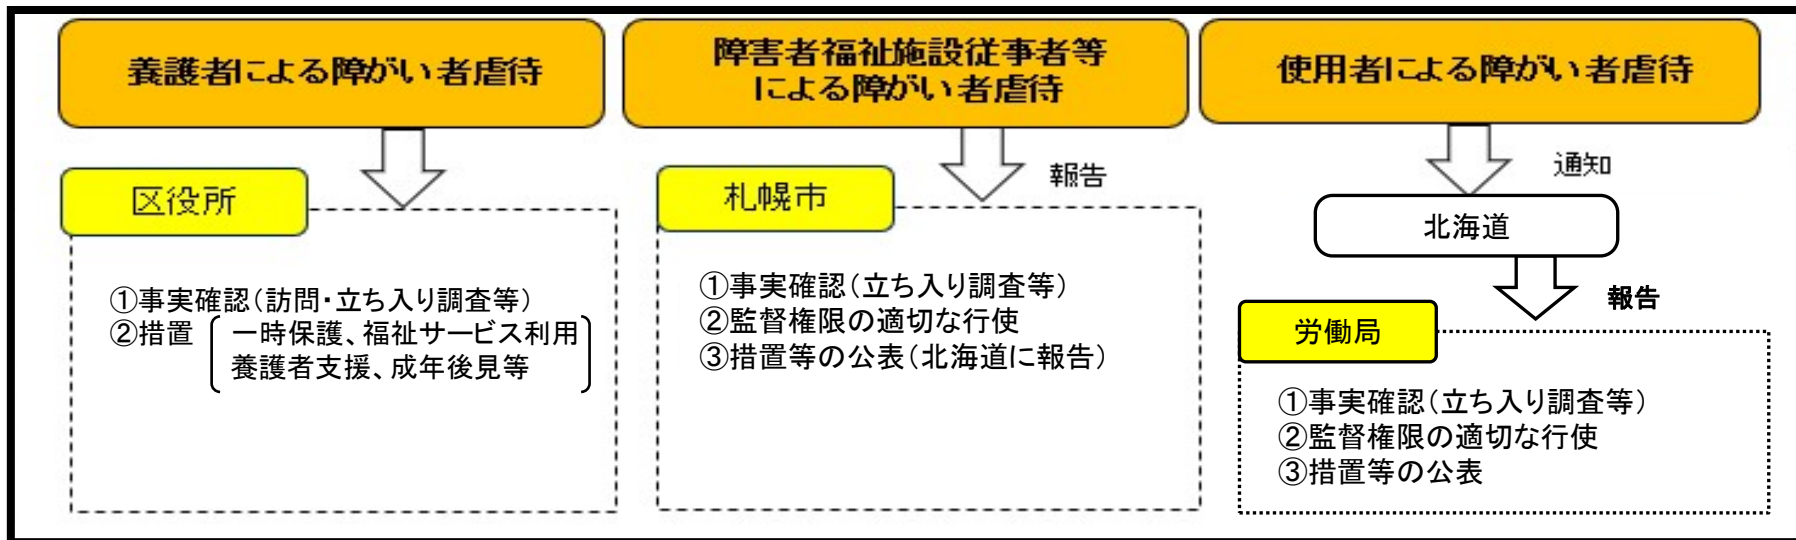 養護者による障がい者虐待
区役所
①事実確認（訪問・立ち入り調査等）
②措置 一時保護、福祉サービス利用
養護者支援、成年後見等
障害者福祉施設従事者等
による障がい者虐待
報告
札幌市
①事実確認（立ち入り調査等）
②監督権限の適切な行使
③措置等の公表（北海道に報告）
使用者による障がい者虐待
通知
北海道
報告
労働局
①事実確認（立ち入り調査等）
②監督権限の適切な行使
③措置等の公表